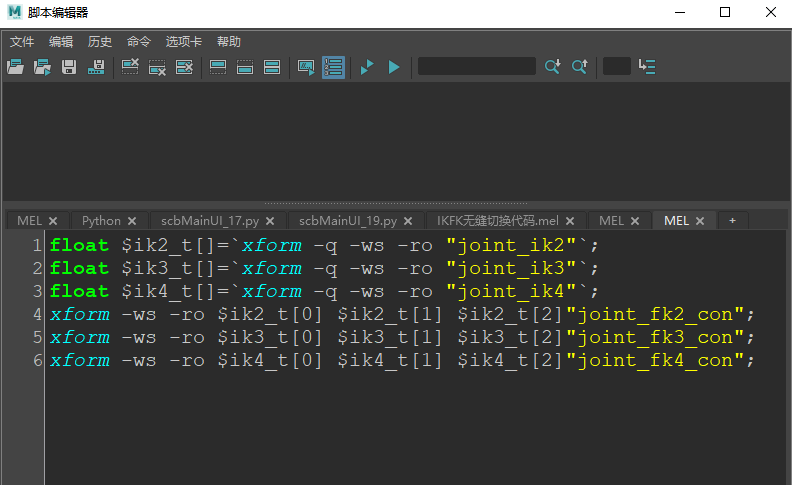 脚本编辑器
文件 编辑 历史 命令 选项卡 帮助
MEL Python scbMainUI_17.py scbMainUI_19.py IKFK无缝切换代码.mel MEL MEL +
1 float $ik2_t[]=`xform -q -ws -ro "joint_ik2"`;
2 float $ik3_t[]=`xform -q -ws -ro "joint_ik3"`;
3 float $ik4_t[]=`xform -q -ws -ro "joint_ik4"`;
4 xform -ws -ro $ik2_t[0] $ik2_t[1] $ik2_t[2]"joint_fk2_con";
5 xform -ws -ro $ik3_t[0] $ik3_t[1] $ik3_t[2]"joint_fk3_con";
6 xform -ws -ro $ik4_t[0] $ik4_t[1] $ik4_t[2]"joint_fk4_con";